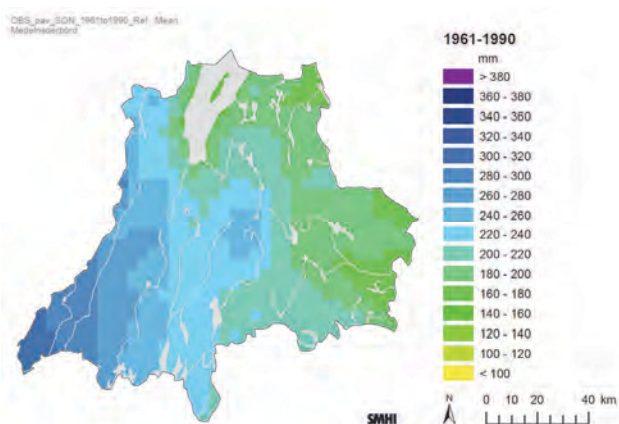 OBS_pav_SON_1961to1990_Ref Mean
Medelnederbörd
1961-1990
mm
> 380
360 - 380
340 - 360
320 - 340
300 - 320
280 - 300
260 - 280
240 - 260
220 - 240
200 - 220
180 - 200
160 - 180
140 - 160
120 - 140
100 - 120
< 100
N
SMHI
0 10 20 40 km